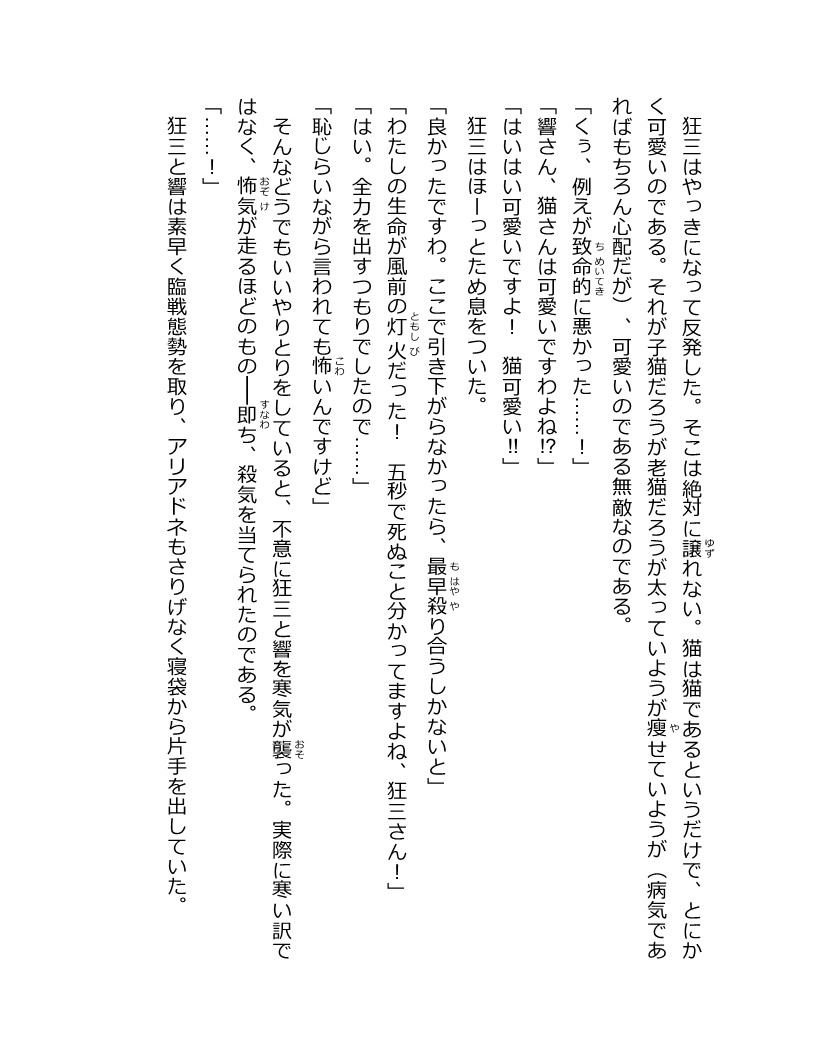 狂三はやっきになって反発した。そこは絶対に譲れない。猫は猫であるというだけで、とにか
く可愛いのである。それが子猫だろうが老猫だろうが太っていようが瘦せていようが（病気であ
ればもちろん心配だが）、可愛いのである無敵なのである。
「くぅ、例えが致命的に悪かった……！」
「響さん、猫さんは可愛いですわよね!?」
「はいはい可愛いですよ！　猫可愛い!!」
狂三はほーっとため息をついた。
「良かったですわ。ここで引き下がらなかったら、最早殺り合うしかないと」
「わたしの生命が風前の灯火だった！　五秒で死ぬこと分かってますよね、狂三さん！」
「はい。全力を出すつもりでしたので……」
「恥じらいながら言われても怖いんですけど」
そんなどうでもいいやりとりをしていると、不意に狂三と響を寒気が襲った。実際に寒い訳で
はなく、怖気が走るほどのもの──即ち、殺気を当てられたのである。
「……！」
狂三と響は素早く臨戦態勢を取り、アリアドネもさりげなく寝袋から片手を出していた。